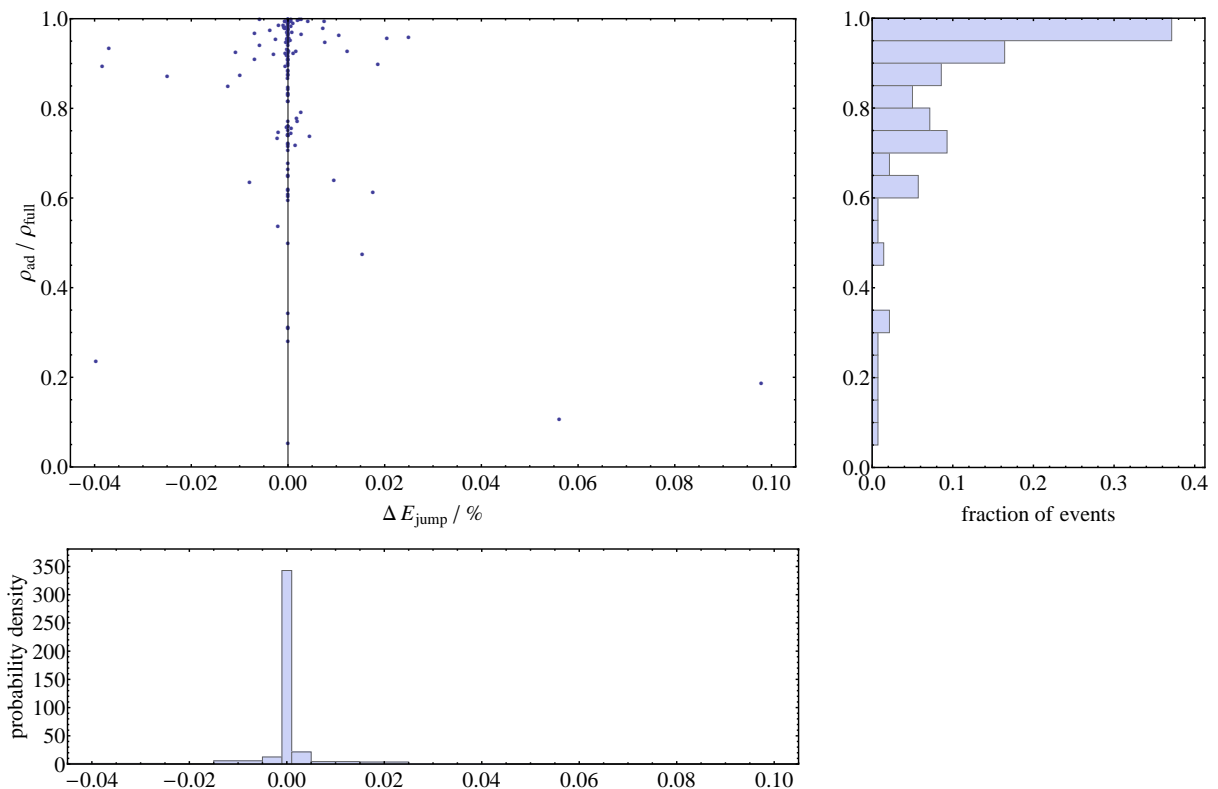 1.0
0.8
0.6
0.4
0.2
0.0
ρad / ρfull
−0.04 −0.02 0.00 0.02 0.04 0.06 0.08 0.10
Δ Ejump / %
1.0
0.8
0.6
0.4
0.2
0.0
0.0 0.1 0.2 0.3 0.4
fraction of events
350
300
250
200
150
100
50
0
probability density
−0.04 −0.02 0.00 0.02 0.04 0.06 0.08 0.10